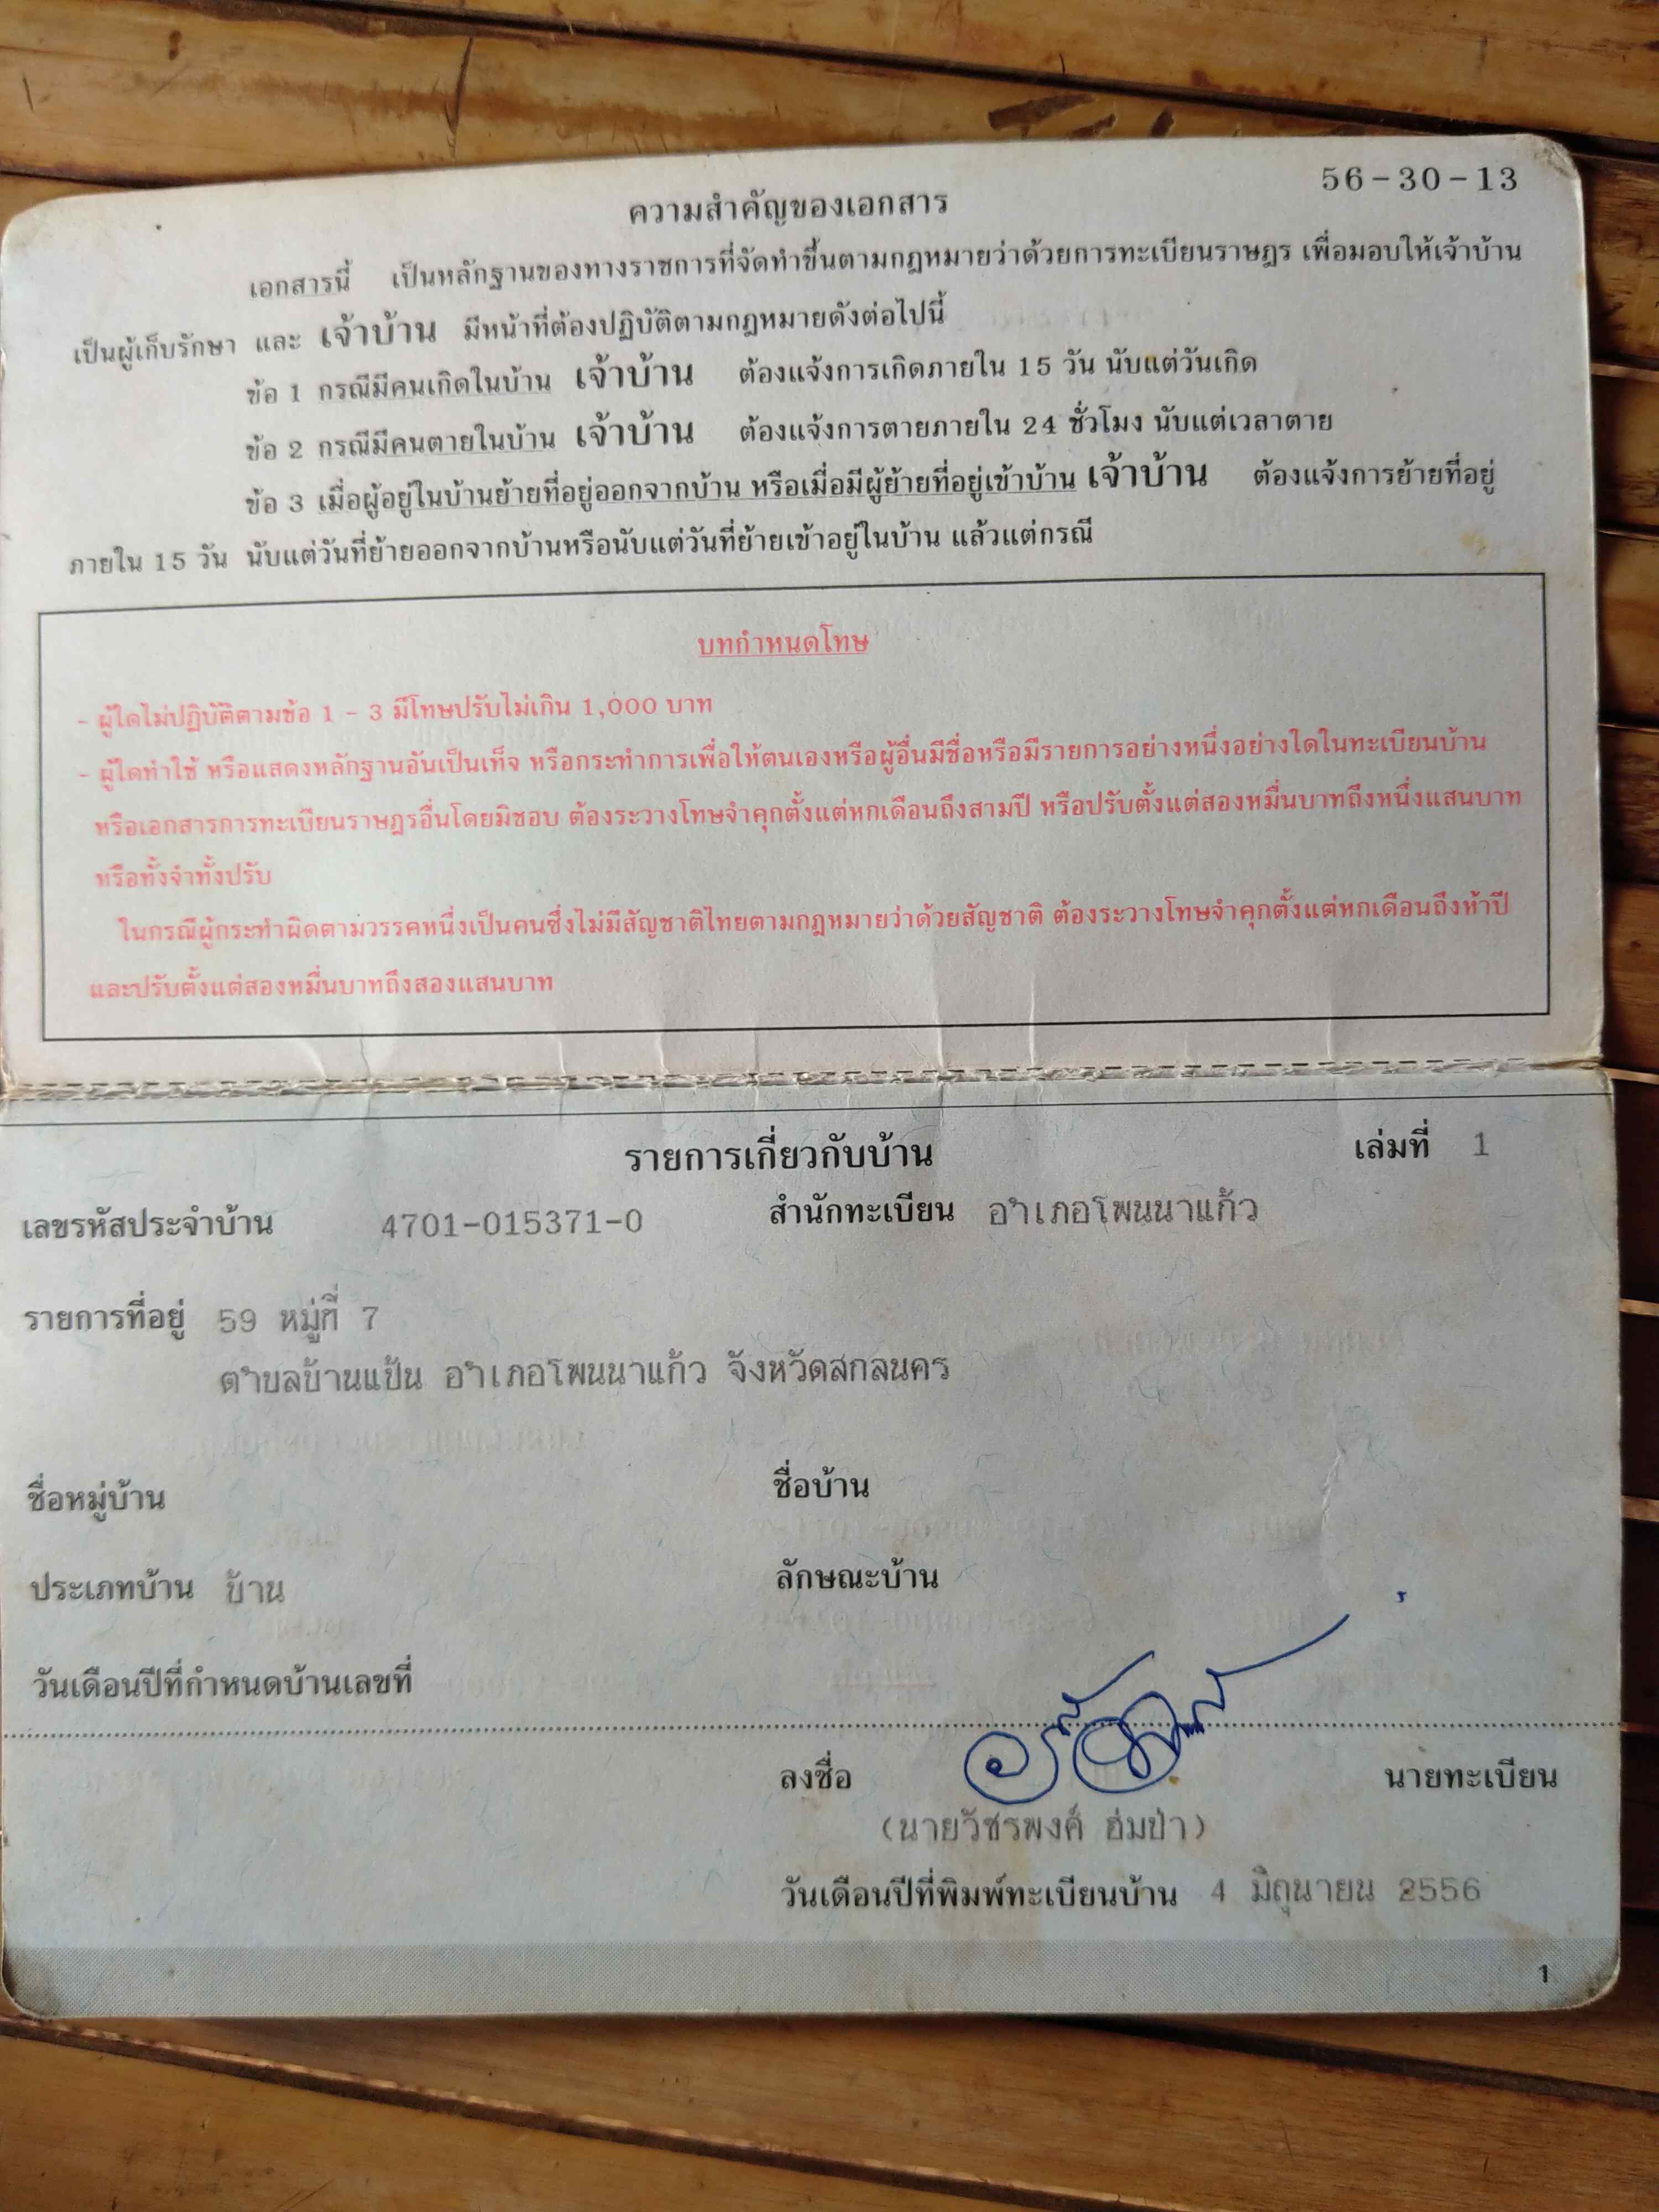 56-30-13
ความสำคัญของเอกสาร
เอกสารนี้ เป็นหลักฐานของทางราชการที่จัดทำขึ้นตามกฎหมายว่าด้วยการทะเบียนราษฎร เพื่อมอบให้เจ้าบ้าน
เป็นผู้เก็บรักษา และ เจ้าบ้าน มีหน้าที่ต้องปฏิบัติตามกฎหมายดังต่อไปนี้
ข้อ 1 กรณีมีคนเกิดในบ้าน เจ้าบ้าน ต้องแจ้งการเกิดภายใน 15 วัน นับแต่วันเกิด
ข้อ 2 กรณีมีคนตายในบ้าน เจ้าบ้าน ต้องแจ้งการตายภายใน 24 ชั่วโมง นับแต่เวลาตาย
ข้อ 3 เมื่อผู้อยู่ในบ้านย้ายที่อยู่ออกจากบ้าน หรือเมื่อมีผู้ย้ายที่อยู่เข้าบ้าน เจ้าบ้าน ต้องแจ้งการย้ายที่อยู่
ภายใน 15 วัน นับแต่วันที่ย้ายออกจากบ้านหรือนับแต่วันที่ย้ายเข้าอยู่ในบ้าน แล้วแต่กรณี
บทกำหนดโทษ
- ผู้ใดไม่ปฏิบัติตามข้อ 1 - 3 มีโทษปรับไม่เกิน 1,000 บาท
- ผู้ใดทำใช้ หรือแสดงหลักฐานอันเป็นเท็จ หรือกระทำการเพื่อให้ตนเองหรือผู้อื่นมีชื่อหรือมีรายการอย่างหนึ่งอย่างใดในทะเบียนบ้าน
หรือเอกสารการทะเบียนราษฎรอื่นโดยมิชอบ ต้องระวางโทษจำคุกตั้งแต่หกเดือนถึงสามปี หรือปรับตั้งแต่สองหมื่นบาทถึงหนึ่งแสนบาท
หรือทั้งจำทั้งปรับ
ในกรณีผู้กระทำผิดตามวรรคหนึ่งเป็นคนซึ่งไม่มีสัญชาติไทยตามกฎหมายว่าด้วยสัญชาติ ต้องระวางโทษจำคุกตั้งแต่หกเดือนถึงห้าปี
และปรับตั้งแต่สองหมื่นบาทถึงสองแสนบาท
รายการเกี่ยวกับบ้าน เล่มที่ 1
เลขรหัสประจำบ้าน 4701-015371-0 สำนักทะเบียน อำเภอโพนนาแก้ว
รายการที่อยู่ 59 หมู่ที่ 7
ตำบลบ้านแป้น อำเภอโพนนาแก้ว จังหวัดสกลนคร
ชื่อหมู่บ้าน ชื่อบ้าน
ประเภทบ้าน บ้าน ลักษณะบ้าน
วันเดือนปีที่กำหนดบ้านเลขที่
ลงชื่อ นายทะเบียน
(นายวัชรพงศ์ ฮ่มป่า)
วันเดือนปีที่พิมพ์ทะเบียนบ้าน 4 มิถุนายน 2556
1